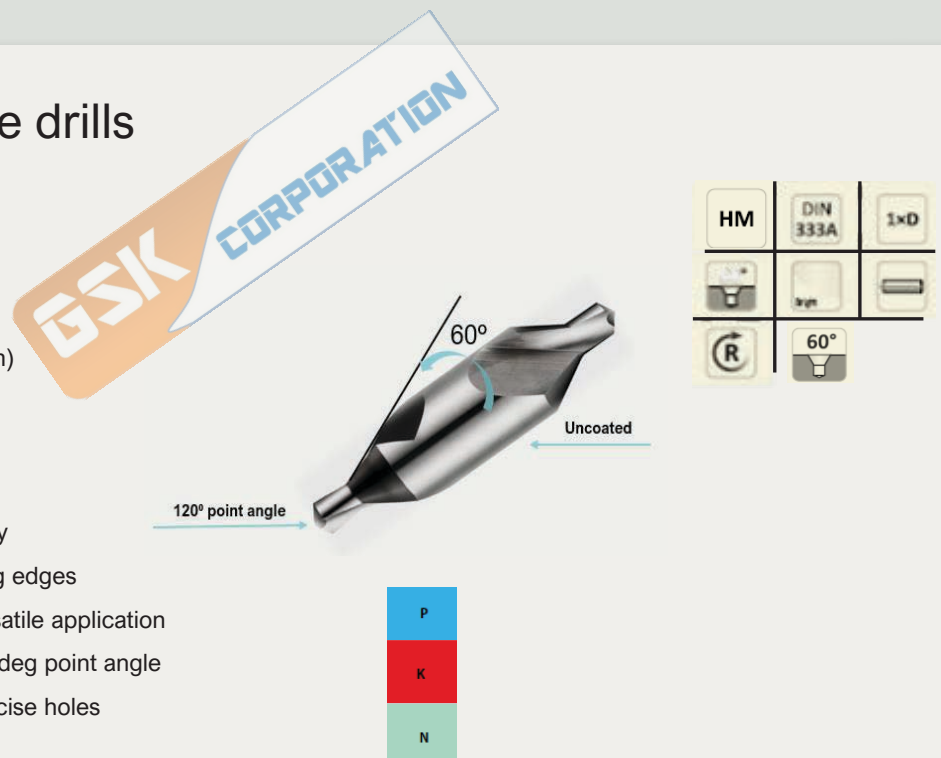 e drills
GSK
CORPORATION
HM
DIN
333A
1×D
R
60°
n)
60º
Uncoated
120º point angle
y
g edges
atile application
deg point angle
cise holes
P
K
N